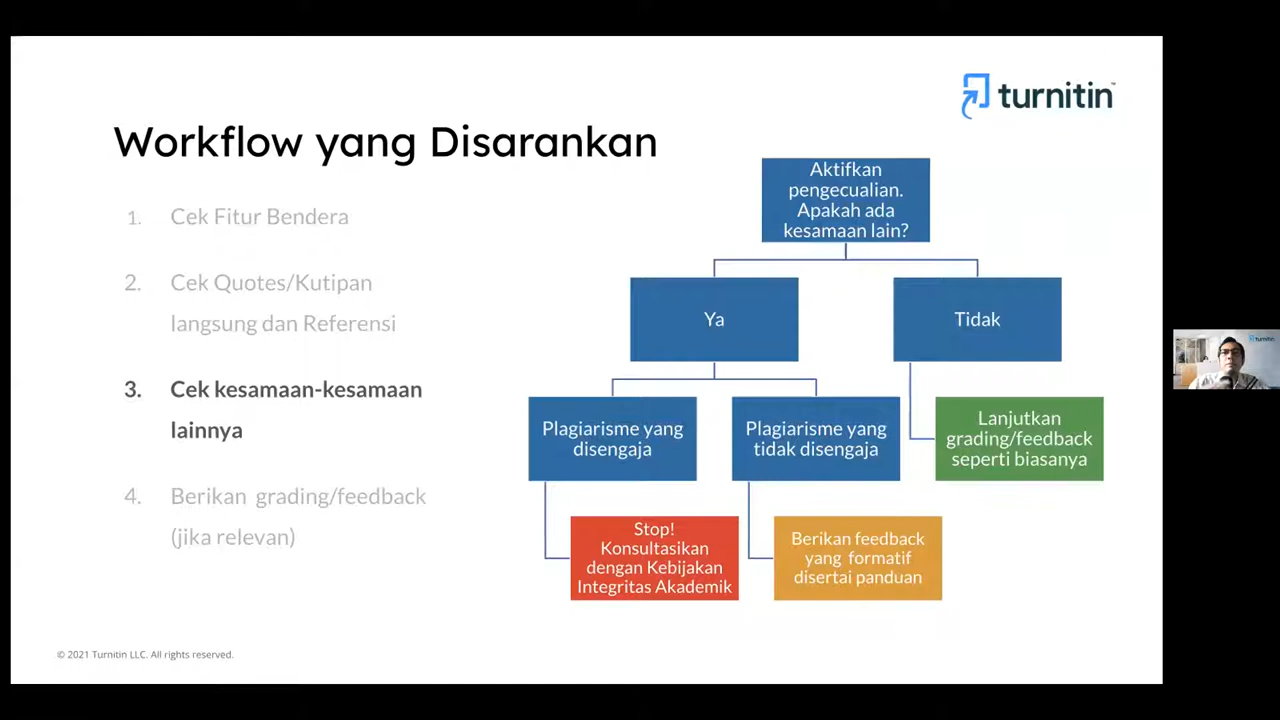 turnitin™
Workflow yang Disarankan
1. Cek Fitur Bendera
2. Cek Quotes/Kutipan
langsung dan Referensi
3. Cek kesamaan-kesamaan
lainnya
4. Berikan grading/feedback
(jika relevan)
Aktifkan
pengecualian.
Apakah ada
kesamaan lain?
Ya
Tidak
Plagiarisme yang
disengaja
Plagiarisme yang
tidak disengaja
Lanjutkan
grading/feedback
seperti biasanya
Stop!
Konsultasikan
dengan Kebijakan
Integritas Akademik
Berikan feedback
yang formatif
disertai panduan
© 2021 Turnitin LLC. All rights reserved.
turnitin